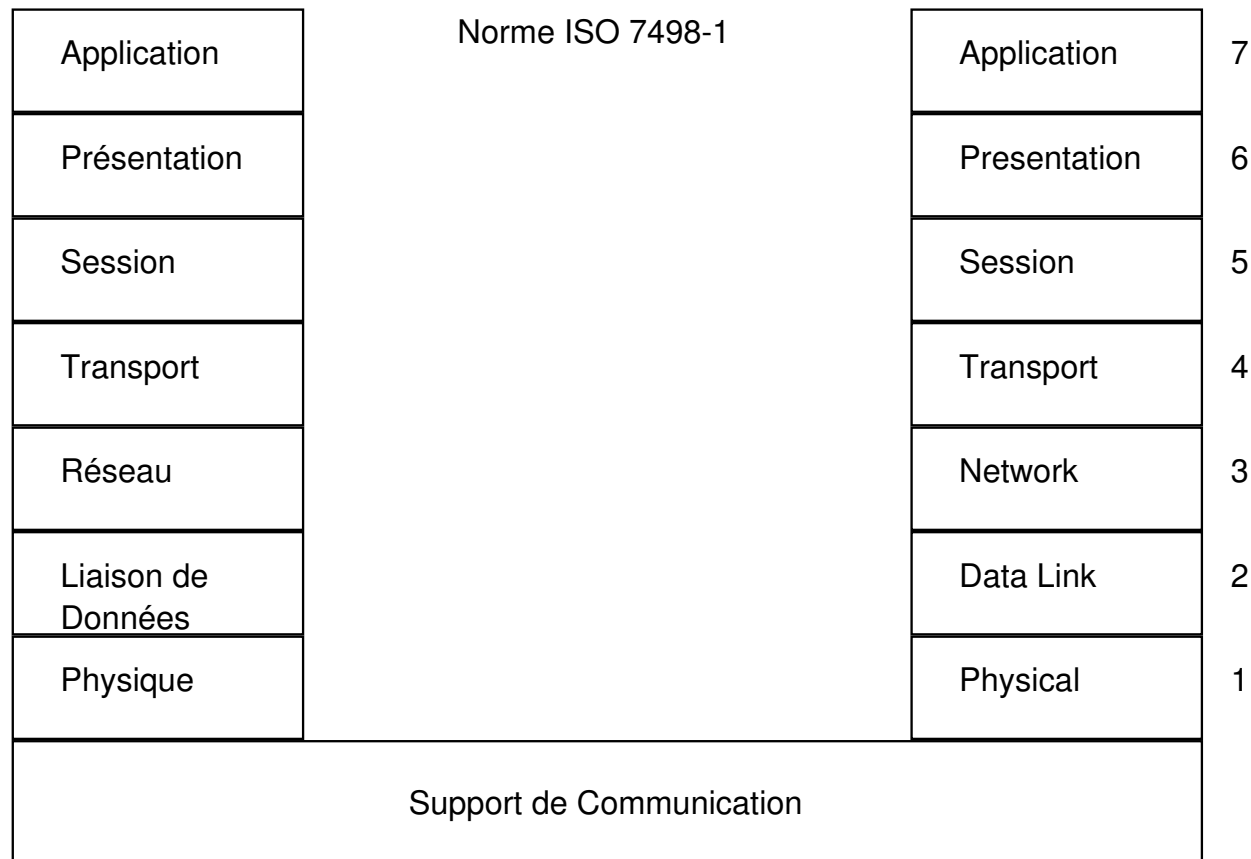 Norme ISO 7498-1
Application
Application 7
Présentation
Presentation 6
Session
Session 5
Transport
Transport 4
Réseau
Network 3
Liaison de
Données
Data Link 2
Physique
Physical 1
Support de Communication